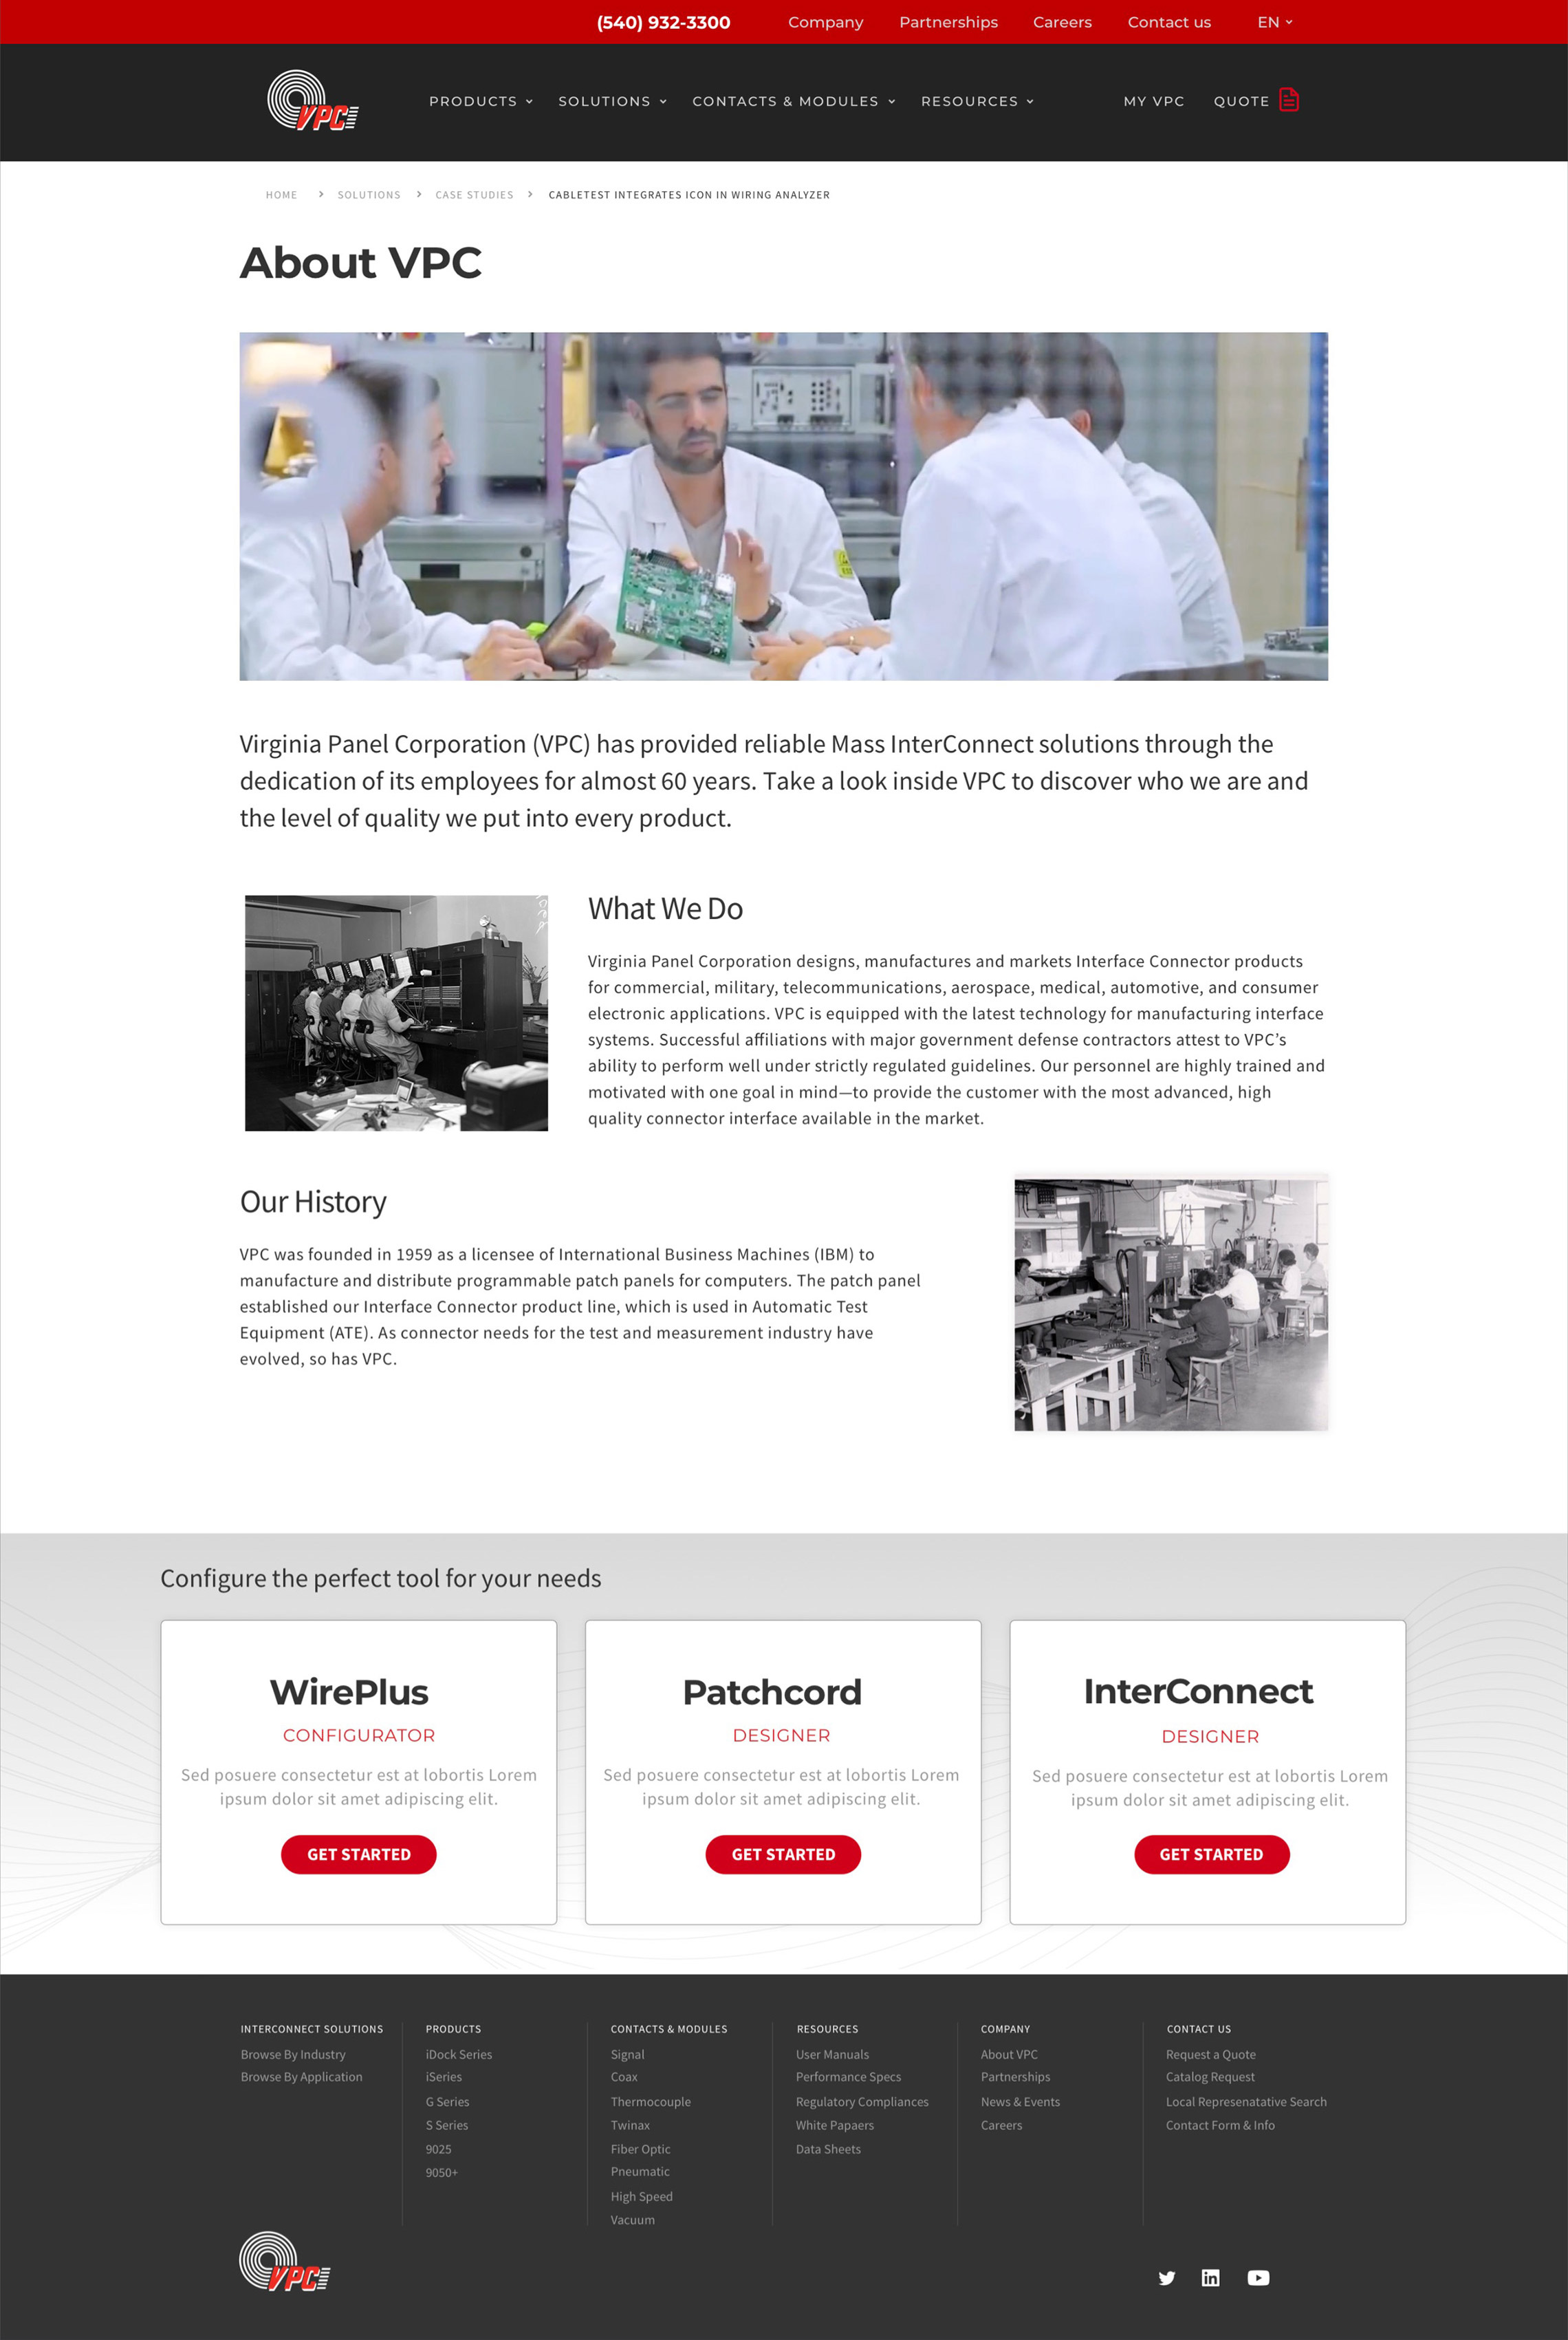 (540) 932-3300 Company Partnerships Careers Contact us EN
VPC PRODUCTS SOLUTIONS CONTACTS & MODULES RESOURCES MY VPC QUOTE
HOME > SOLUTIONS > CASE STUDIES > CABLETEST INTEGRATES ICON IN WIRING ANALYZER
About VPC
Virginia Panel Corporation (VPC) has provided reliable Mass InterConnect solutions through the
dedication of its employees for almost 60 years. Take a look inside VPC to discover who we are and
the level of quality we put into every product.
What We Do
Virginia Panel Corporation designs, manufactures and markets Interface Connector products
for commercial, military, telecommunications, aerospace, medical, automotive, and consumer
electronic applications. VPC is equipped with the latest technology for manufacturing interface
systems. Successful affiliations with major government defense contractors attest to VPC’s
ability to perform well under strictly regulated guidelines. Our personnel are highly trained and
motivated with one goal in mind—to provide the customer with the most advanced, high
quality connector interface available in the market.
Our History
VPC was founded in 1959 as a licensee of International Business Machines (IBM) to
manufacture and distribute programmable patch panels for computers. The patch panel
established our Interface Connector product line, which is used in Automatic Test
Equipment (ATE). As connector needs for the test and measurement industry have
evolved, so has VPC.
Configure the perfect tool for your needs
WirePlus
CONFIGURATOR
Sed posuere consectetur est at lobortis Lorem
ipsum dolor sit amet adipiscing elit.
GET STARTED
Patchcord
DESIGNER
Sed posuere consectetur est at lobortis Lorem
ipsum dolor sit amet adipiscing elit.
GET STARTED
InterConnect
DESIGNER
Sed posuere consectetur est at lobortis Lorem
ipsum dolor sit amet adipiscing elit.
GET STARTED
INTERCONNECT SOLUTIONS
Browse By Industry
Browse By Application
PRODUCTS
iDock Series
iSeries
G Series
S Series
9025
9050+
CONTACTS & MODULES
Signal
Coax
Thermocouple
Twinax
Fiber Optic
Pneumatic
High Speed
Vacuum
RESOURCES
User Manuals
Performance Specs
Regulatory Compliances
White Papaers
Data Sheets
COMPANY
About VPC
Partnerships
News & Events
Careers
CONTACT US
Request a Quote
Catalog Request
Local Represenatative Search
Contact Form & Info
VPC
in